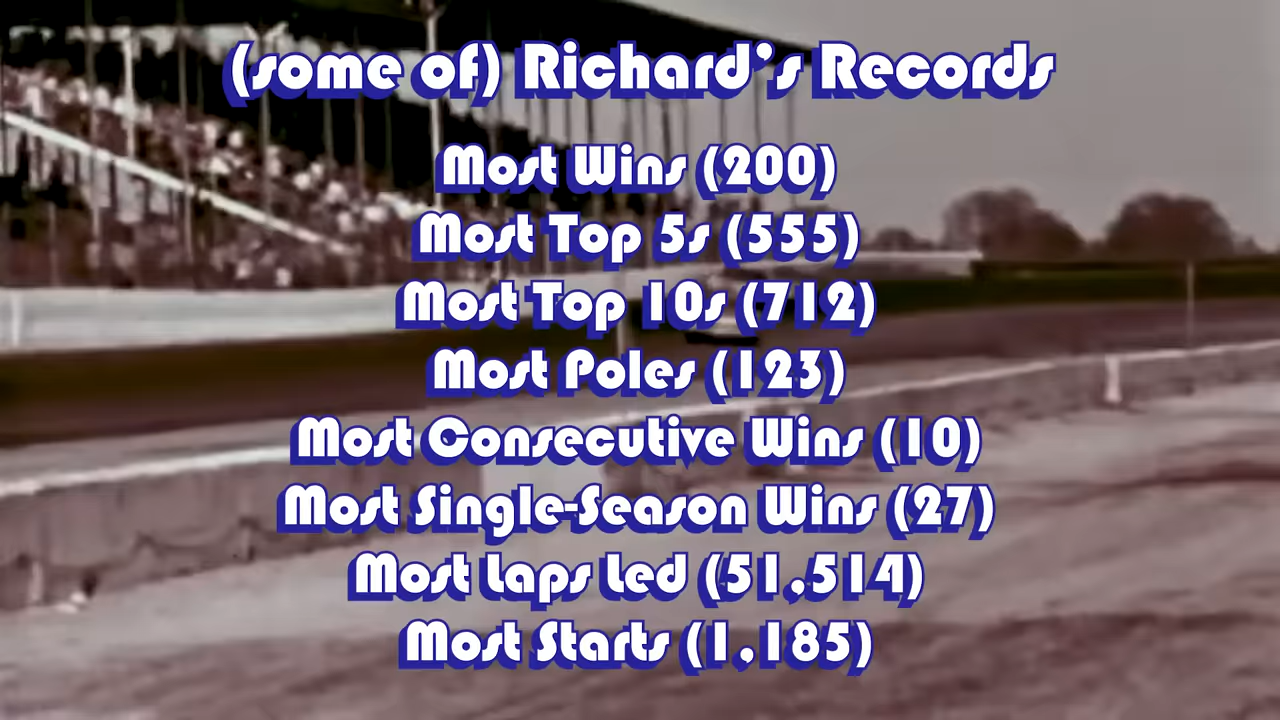 (some of) Richard's Records
Most Wins (200)
Most Top 5s (555)
Most Top 10s (712)
Most Poles (123)
Most Consecutive Wins (10)
Most Single-Season Wins (27)
Most Laps Led (51,514)
Most Starts (1,185)